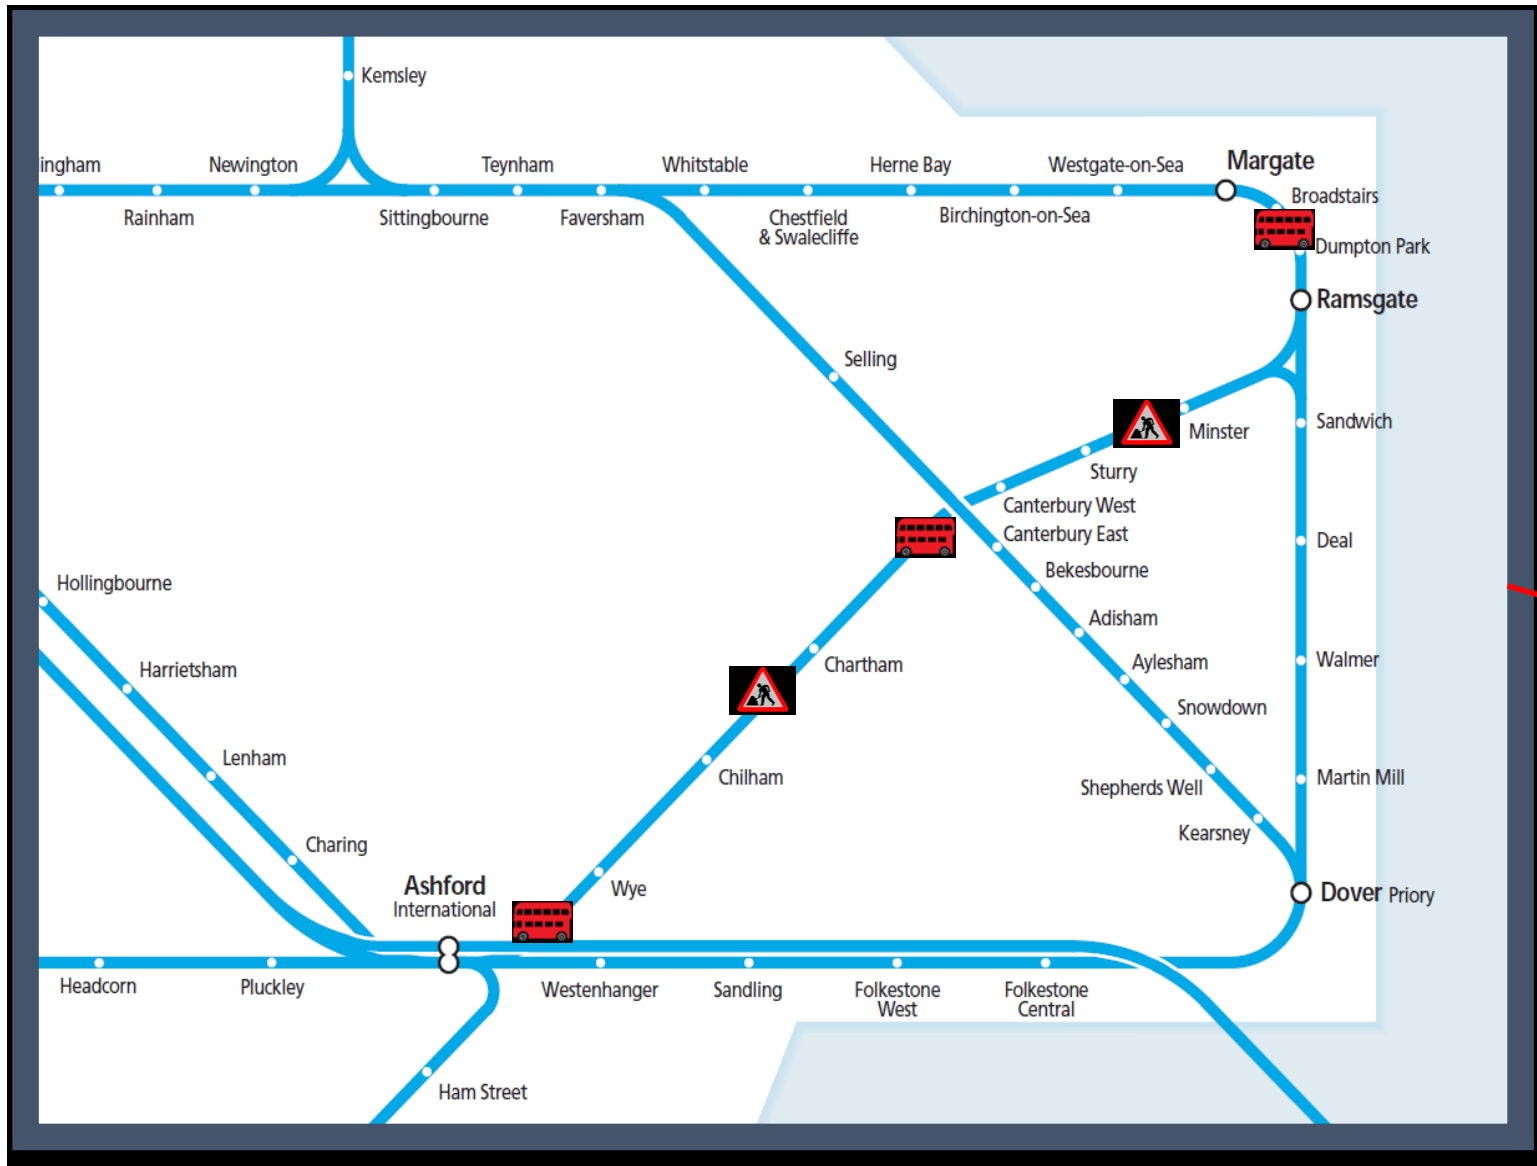 Kemsley
ingham
Newington
Teynham
Whitstable
Herne Bay
Westgate-on-Sea
Margate
Broadstairs
Rainham
Sittingbourne
Faversham
Chestfield
& Swalecliffe
Birchington-on-Sea
Dumpton Park
Ramsgate
Selling
Sandwich
Minster
Sturry
Canterbury West
Canterbury East
Deal
Bekesbourne
Hollingbourne
Adisham
Harrietsham
Chartham
Aylesham
Walmer
Snowdown
Lenham
Chilham
Shepherds Well
Martin Mill
Kearsney
Charing
Ashford
International
Wye
Dover Priory
Headcorn
Pluckley
Westenhanger
Sandling
Folkestone
West
Folkestone
Central
Ham Street